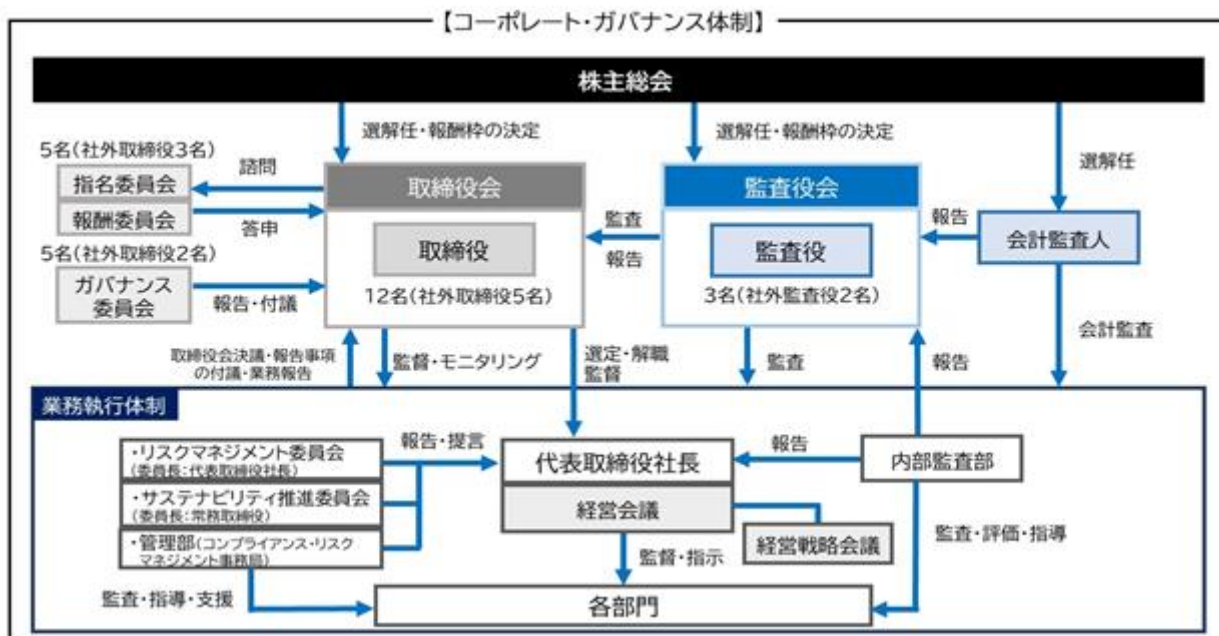 【コーポレート・ガバナンス体制】
株主総会
選解任・報酬枠の決定
選解任・報酬枠の決定
選解任
5名(社外取締役3名)
指名委員会
報酬委員会
諮問
答申
5名(社外取締役2名)
ガバナンス
委員会
報告・付議
取締役会
取締役
12名(社外取締役5名)
監査
報告
監査役会
監査役
3名(社外監査役2名)
報告
会計監査人
取締役会決議・報告事項
の付議・業務報告
監督・モニタリング
選定・解職
監督
監査
報告
会計監査
業務執行体制
・リスクマネジメント委員会
(委員長:代表取締役社長)
・サステナビリティ推進委員会
(委員長:常務取締役)
・管理部(コンプライアンス・リスク
マネジメント事務局)
報告・提言
代表取締役社長
経営会議
報告
内部監査部
経営戦略会議
監督・指示
監査・評価・指導
監査・指導・支援
各部門